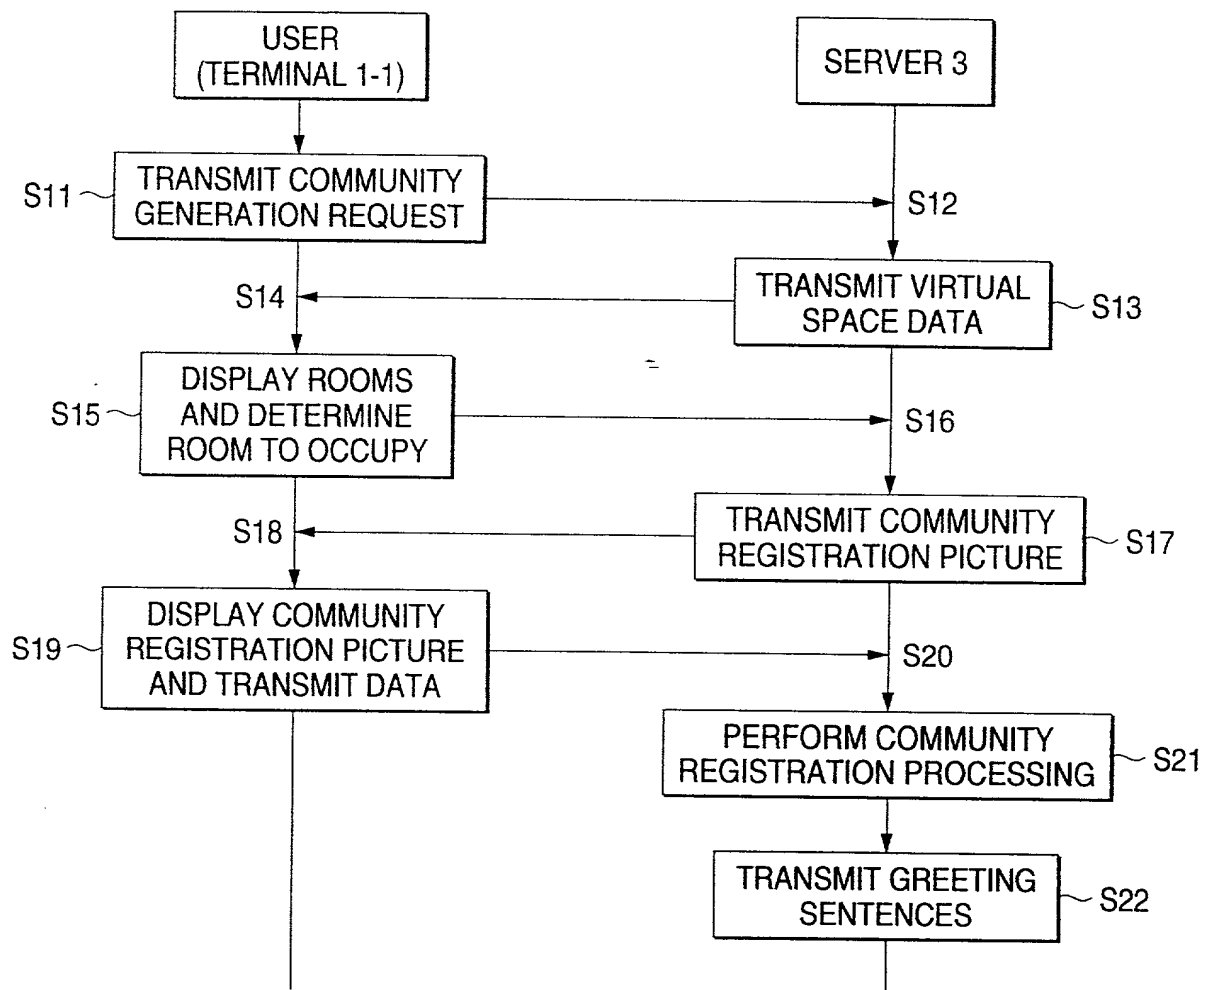 USER
(TERMINAL 1-1)
SERVER 3
S11
TRANSMIT COMMUNITY
GENERATION REQUEST
S12
S14
TRANSMIT VIRTUAL
SPACE DATA
S13
S15
DISPLAY ROOMS
AND DETERMINE
ROOM TO OCCUPY
S16
S18
TRANSMIT COMMUNITY
REGISTRATION PICTURE
S17
S19
DISPLAY COMMUNITY
REGISTRATION PICTURE
AND TRANSMIT DATA
S20
PERFORM COMMUNITY
REGISTRATION PROCESSING
S21
TRANSMIT GREETING
SENTENCES
S22